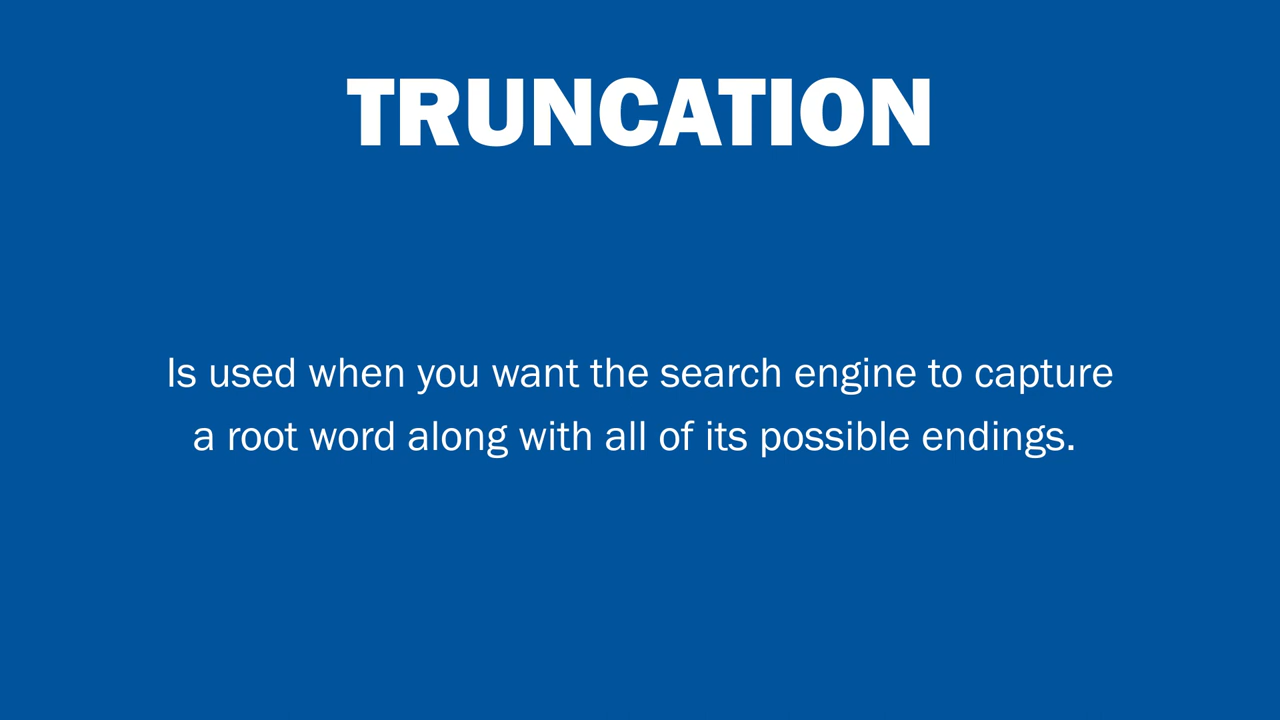 TRUNCATION
Is used when you want the search engine to capture
a root word along with all of its possible endings.